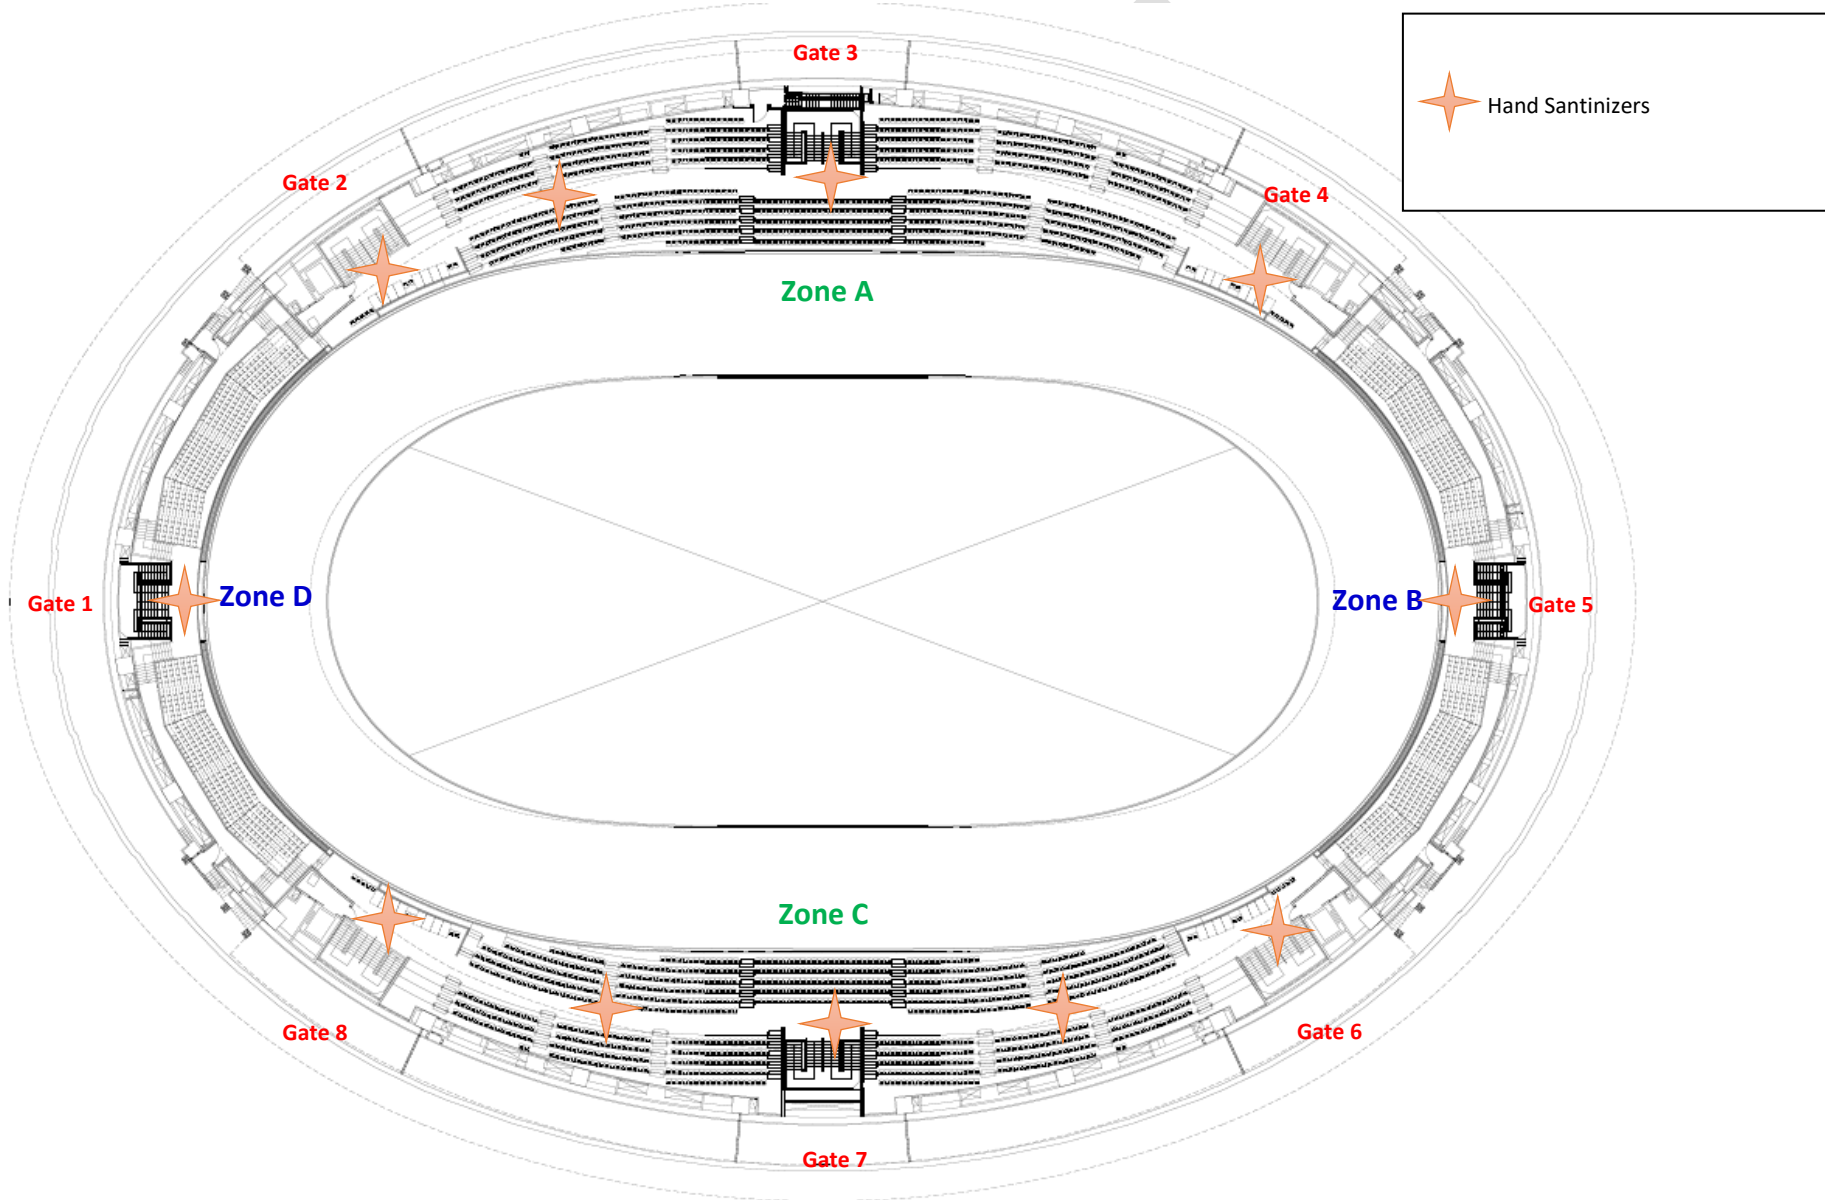 Gate 3
Hand Santinizers
Gate 2
Gate 4
Zone A
Zone D
Zone B
Gate 1
Gate 5
Zone C
Gate 8
Gate 6
Gate 7